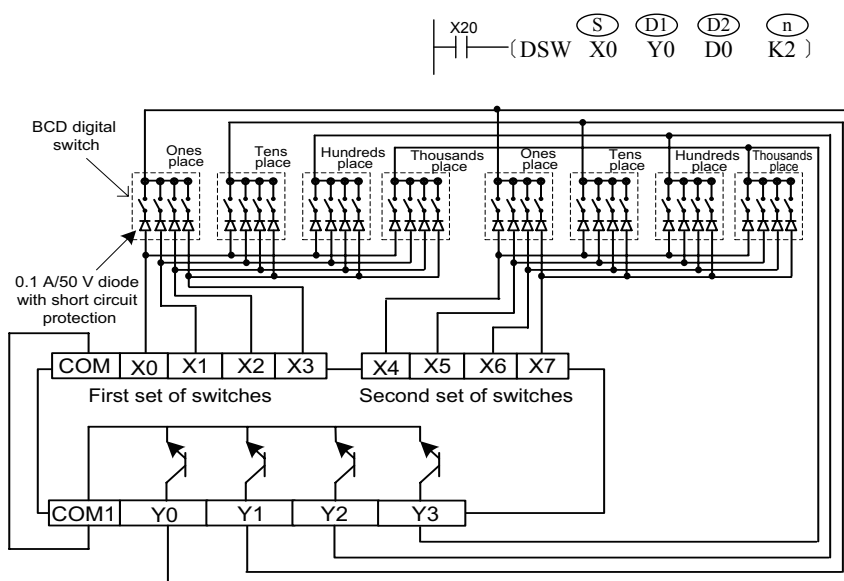 X20
S D1 D2 n
DSW X0 Y0 D0 K2
BCD digital
switch
Ones
place
Tens
place
Hundreds
place
Thousands
place
Ones
place
Tens
place
Hundreds
place
Thousands
place
0.1 A/50 V diode
with short circuit
protection
COM X0 X1 X2 X3 X4 X5 X6 X7
First set of switches Second set of switches
COM1 Y0 Y1 Y2 Y3